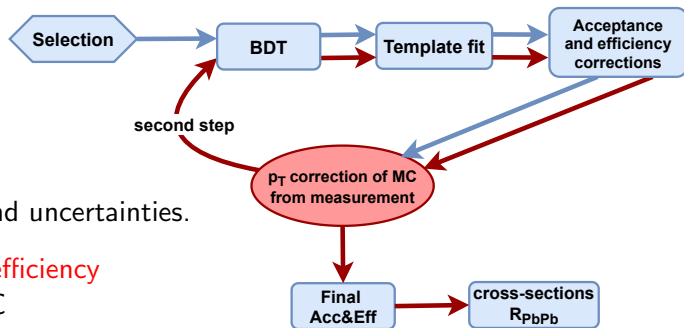 Selection
BDT
Template fit
Acceptance
and efficiency
corrections
second step
pT correction of MC
from measurement
nd uncertainties.
efficiency
Final
Acc&Eff
cross-sections
RPbPb